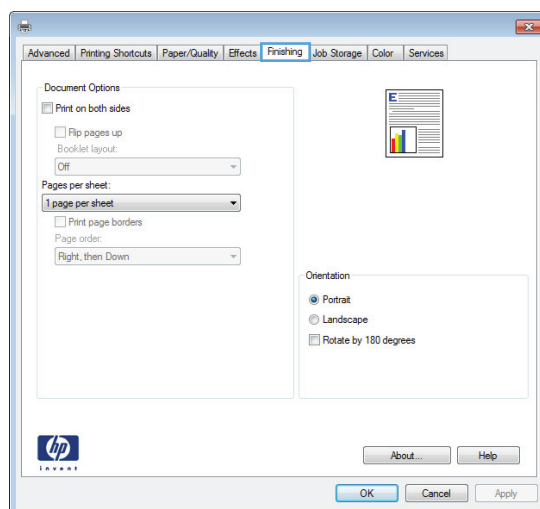 Advanced Printing Shortcuts Paper/Quality Effects Finishing Job Storage Color Services
Document Options
Print on both sides
Flip pages up
Booklet layout:
Off
Pages per sheet:
1 page per sheet
Print page borders
Page order:
Right, then Down
E
Orientation
Portrait
Landscape
Rotate by 180 degrees
hp
invent
About... Help
OK Cancel Apply